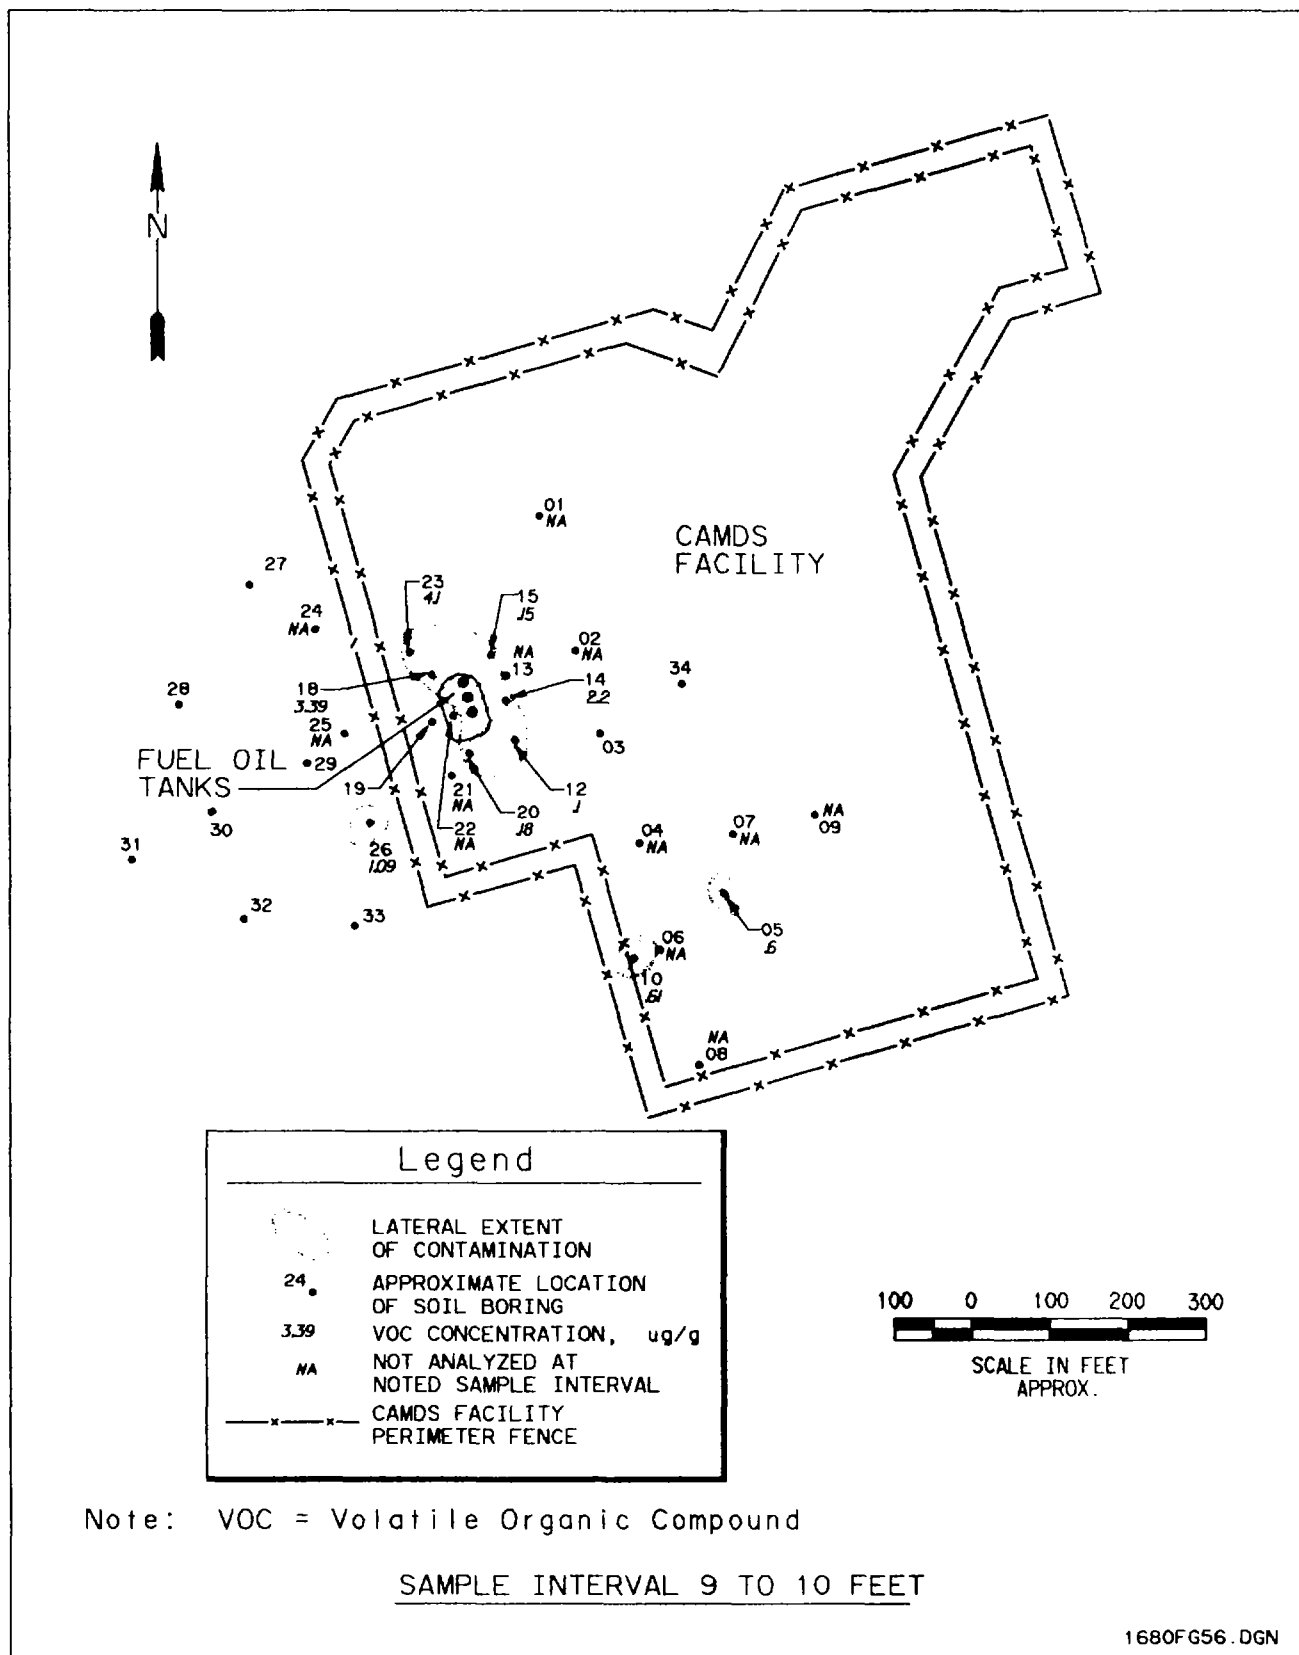 N
01
NA
CAMDS
FACILITY
27
23
4J
15
24
NA
NA
02
NA
13
34
18
3.39
14
2.2
28
25
NA
03
FUEL OIL
TANKS
29
19
21
NA
12
20
30
22
NA
04
NA
07
NA
NA
09
31
26
1.09
32
33
05
06
NA
10
NA
08
Legend
LATERAL EXTENT
OF CONTAMINATION
24
APPROXIMATE LOCATION
OF SOIL BORING
3.39
VOC CONCENTRATION, ug/g
NA
NOT ANALYZED AT
NOTED SAMPLE INTERVAL
CAMDS FACILITY
PERIMETER FENCE
100 0 100 200 300
SCALE IN FEET
APPROX.
Note: VOC = Volatile Organic Compound
SAMPLE INTERVAL 9 TO 10 FEET
1680FG56.DGN